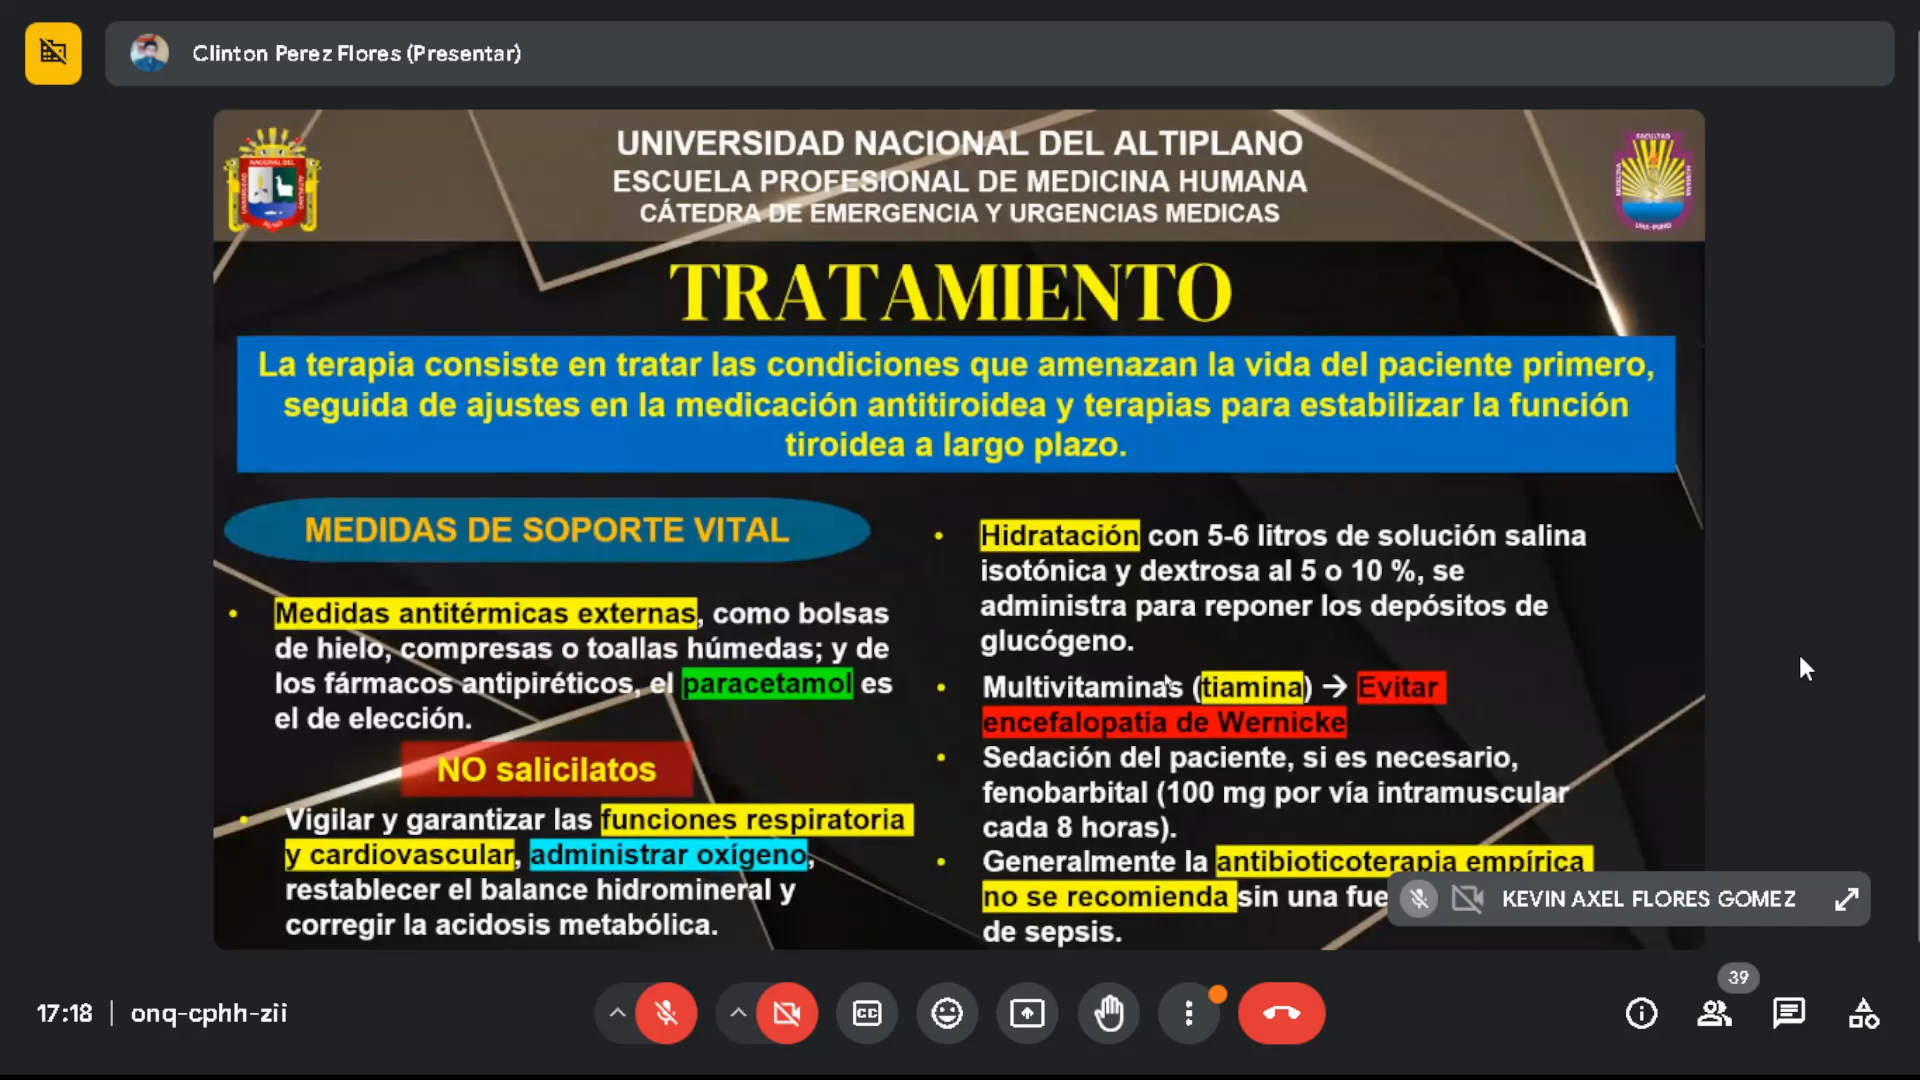 Clinton Perez Flores (Presentar)
UNIVERSIDAD NACIONAL DEL ALTIPLANO
ESCUELA PROFESIONAL DE MEDICINA HUMANA
CÁTEDRA DE EMERGENCIA Y URGENCIAS MEDICAS
TRATAMIENTO
La terapia consiste en tratar las condiciones que amenazan la vida del paciente primero,
seguida de ajustes en la medicación antitiroidea y terapias para estabilizar la función
tiroidea a largo plazo.
MEDIDAS DE SOPORTE VITAL
• Medidas antitérmicas externas, como bolsas
de hielo, compresas o toallas húmedas; y de
los fármacos antipiréticos, el paracetamol es
el de elección.
NO salicilatos
• Vigilar y garantizar las funciones respiratoria
y cardiovascular, administrar oxígeno,
restablecer el balance hidromineral y
corregir la acidosis metabólica.
• Hidratación con 5-6 litros de solución salina
isotónica y dextrosa al 5 o 10 %, se
administra para reponer los depósitos de
glucógeno.
• Multivitaminas (tiamina) → Evitar
encefalopatía de Wernicke
• Sedación del paciente, si es necesario,
fenobarbital (100 mg por vía intramuscular
cada 8 horas).
• Generalmente la antibioticoterapia empírica
no se recomienda sin una fue
de sepsis.
KEVIN AXEL FLORES GOMEZ
39
17:18 | onq-cphh-zii
CC